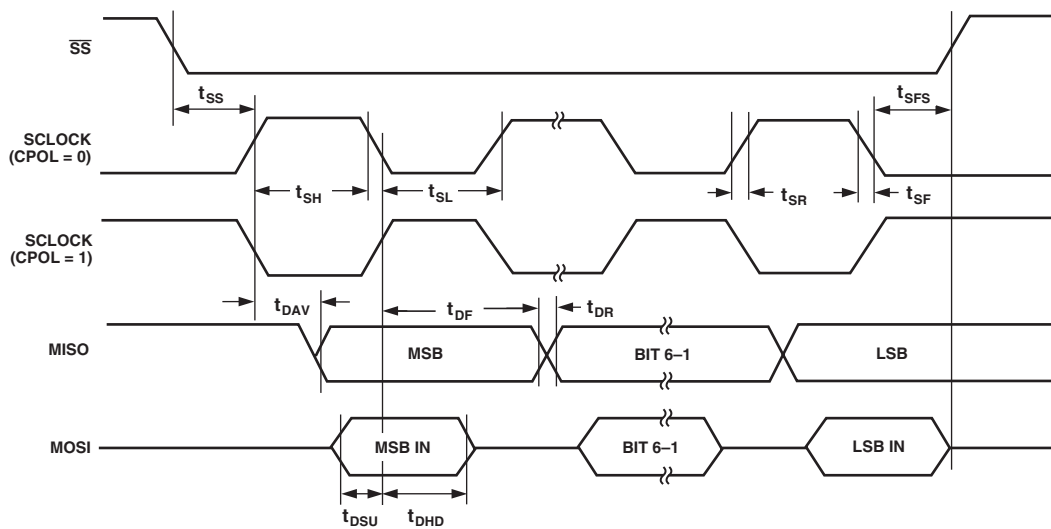 SS
tSS
tSFS
SCLOCK
(CPOL = 0)
tSH
tSL
tSR
tSF
SCLOCK
(CPOL = 1)
tDAV
tDF
tDR
MISO
MSB
BIT 6–1
LSB
MOSI
MSB IN
BIT 6–1
LSB IN
tDSU
tDHD